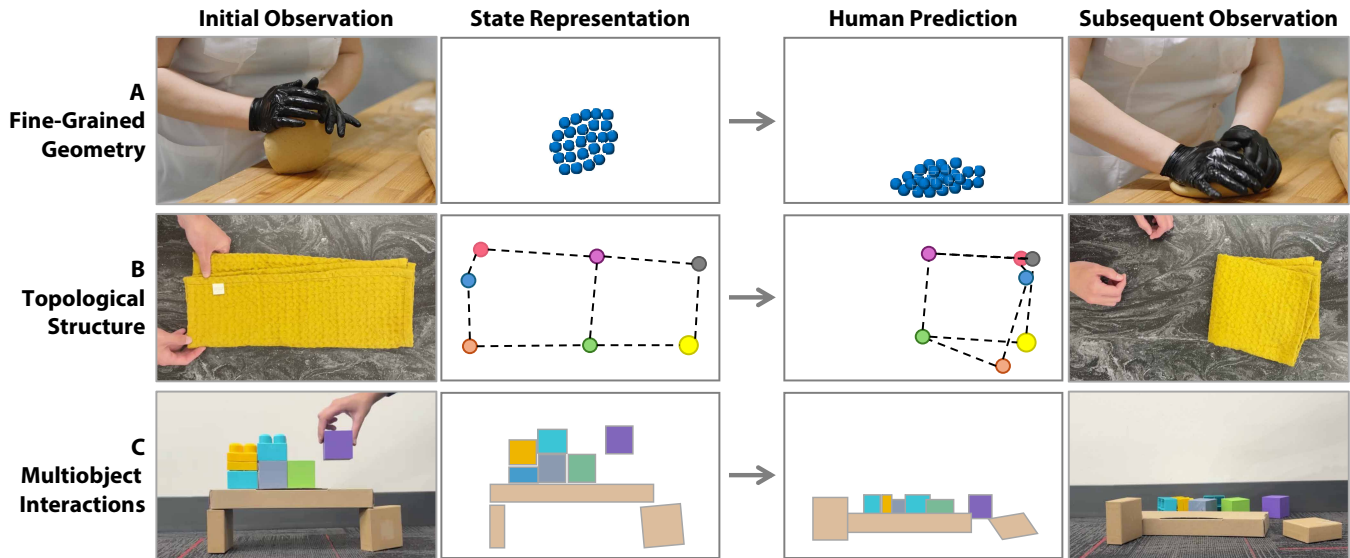 Initial Observation
State Representation
Human Prediction
Subsequent Observation
A
Fine-Grained
Geometry
B
Topological
Structure
C
Multiobject
Interactions